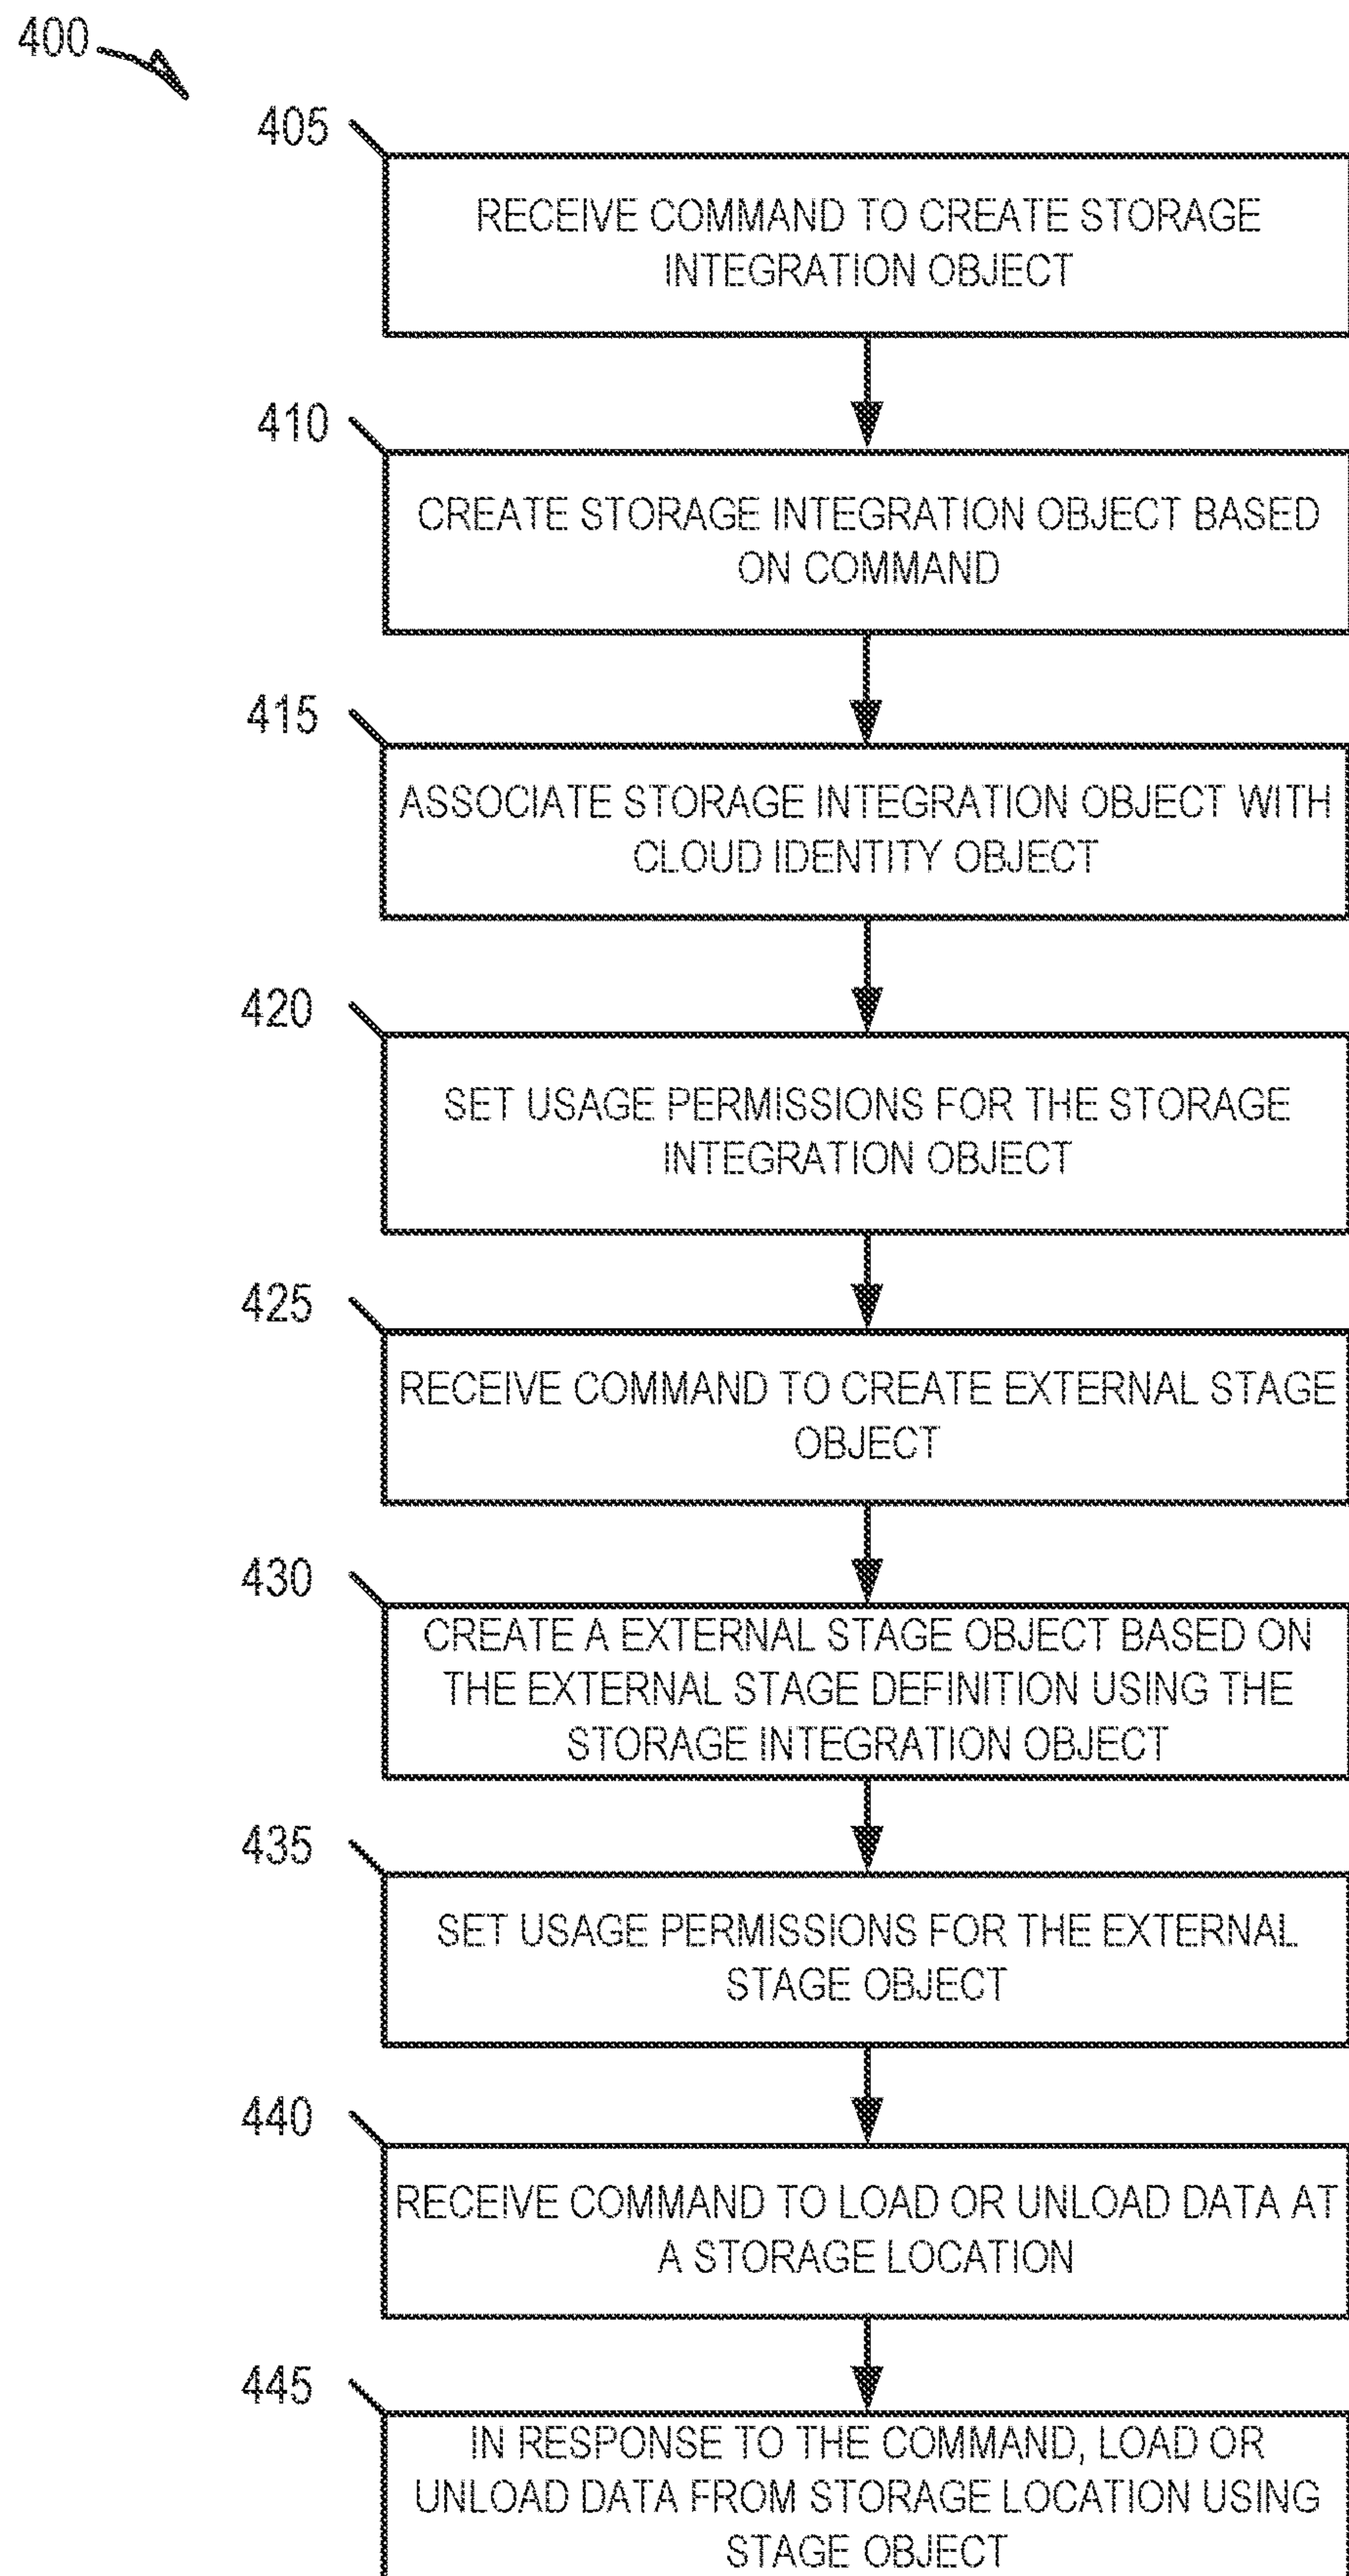 400
405
RECEIVE COMMAND TO CREATE STORAGE
INTEGRATION OBJECT
410
CREATE STORAGE INTEGRATION OBJECT BASED
ON COMMAND
415
ASSOCIATE STORAGE INTEGRATION OBJECT WITH
CLOUD IDENTITY OBJECT
420
SET USAGE PERMISSIONS FOR THE STORAGE
INTEGRATION OBJECT
425
RECEIVE COMMAND TO CREATE EXTERNAL STAGE
OBJECT
430
CREATE A EXTERNAL STAGE OBJECT BASED ON
THE EXTERNAL STAGE DEFINITION USING THE
STORAGE INTEGRATION OBJECT
435
SET USAGE PERMISSIONS FOR THE EXTERNAL
STAGE OBJECT
440
RECEIVE COMMAND TO LOAD OR UNLOAD DATA AT
A STORAGE LOCATION
445
IN RESPONSE TO THE COMMAND, LOAD OR
UNLOAD DATA FROM STORAGE LOCATION USING
STAGE OBJECT